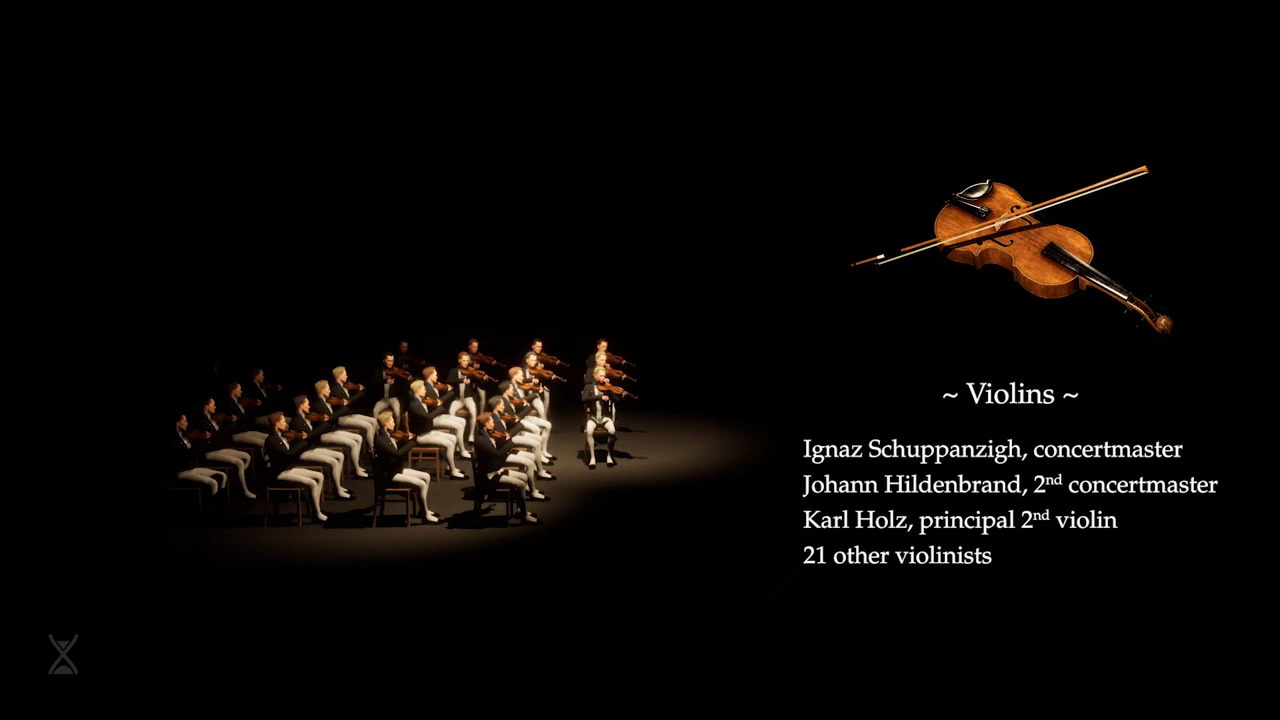 ~ Violins ~
Ignaz Schuppanzigh, concertmaster
Johann Hildenbrand, 2nd concertmaster
Karl Holz, principal 2nd violin
21 other violinists